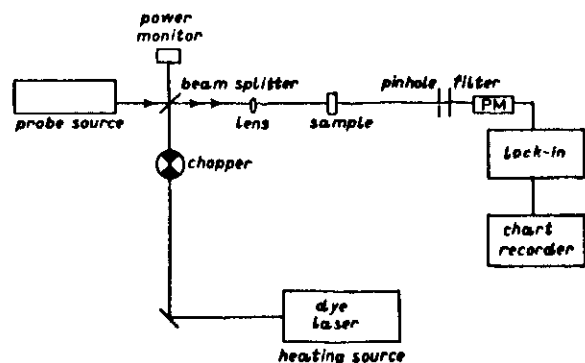 power
monitor
beam splitter
probe source
lens
sample
pinhole
filter
PM
chopper
lock-in
chart
recorder
dye
laser
heating source